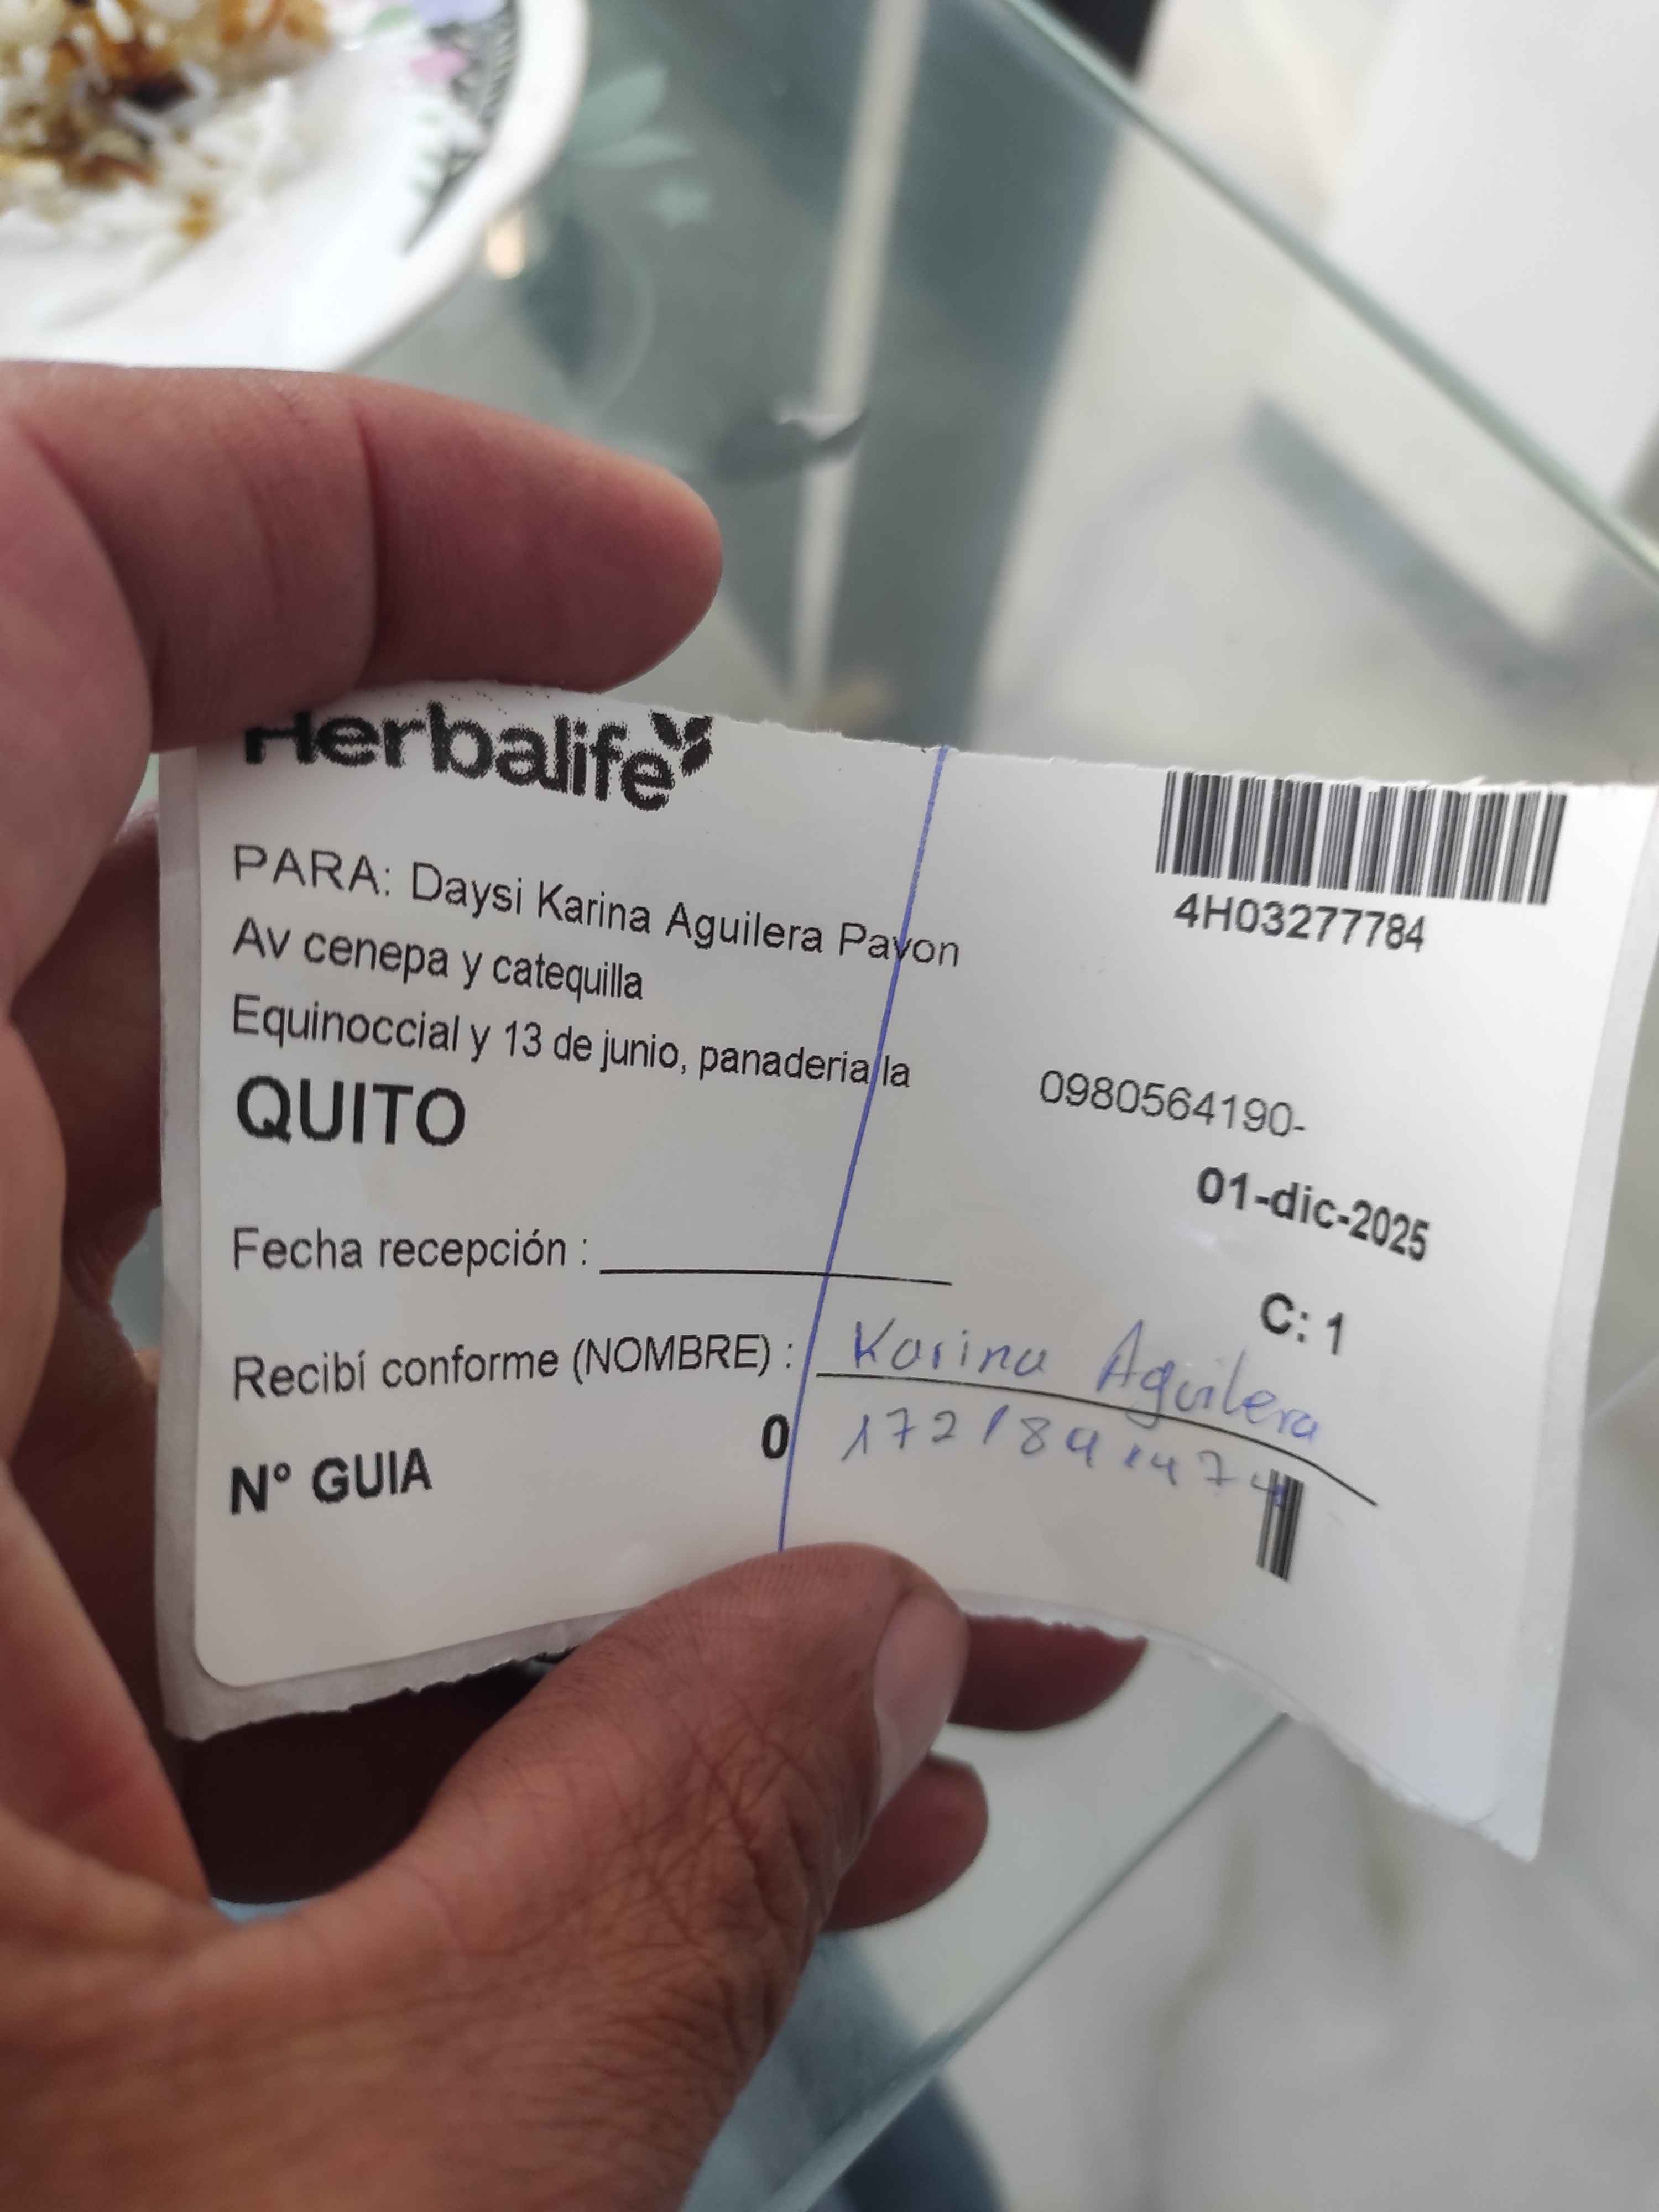 Herbalife
4H03277784
PARA: Daysi Karina Aguilera Pavon
Av cenepa y catequilla
Equinoccial y 13 de junio, panaderia la
0980564190-
QUITO
01-dic-2025
Fecha recepción :
C: 1
Recibí conforme (NOMBRE) : Karina Aguilera
N° GUIA 0